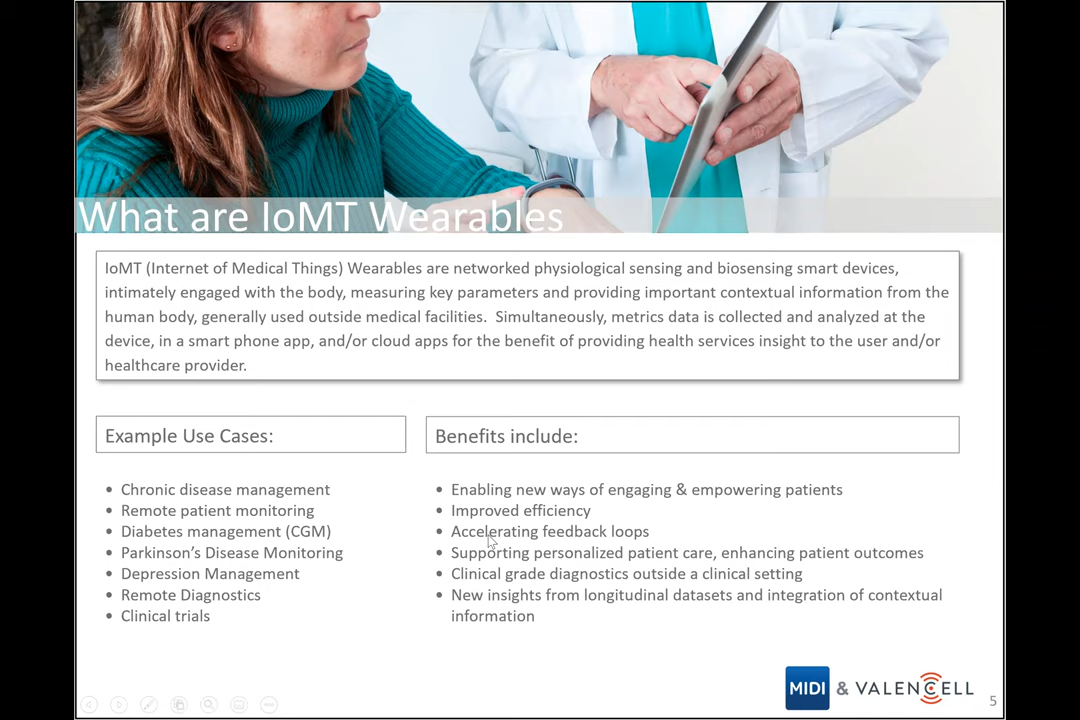 What are IoMT Wearables
IoMT (Internet of Medical Things) Wearables are networked physiological sensing and biosensing smart devices,
intimately engaged with the body, measuring key parameters and providing important contextual information from the
human body, generally used outside medical facilities.  Simultaneously, metrics data is collected and analyzed at the
device, in a smart phone app, and/or cloud apps for the benefit of providing health services insight to the user and/or
healthcare provider.
Example Use Cases:
• Chronic disease management
• Remote patient monitoring
• Diabetes management (CGM)
• Parkinson’s Disease Monitoring
• Depression Management
• Remote Diagnostics
• Clinical trials
Benefits include:
• Enabling new ways of engaging & empowering patients
• Improved efficiency
• Accelerating feedback loops
• Supporting personalized patient care, enhancing patient outcomes
• Clinical grade diagnostics outside a clinical setting
• New insights from longitudinal datasets and integration of contextual
information
MIDI & VALENCELL
5